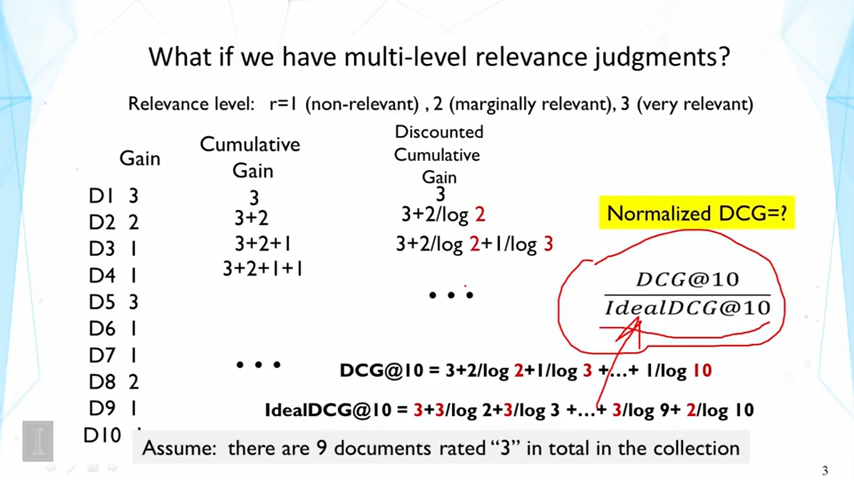 What if we have multi-level relevance judgments?
Relevance level: r=1 (non-relevant) , 2 (marginally relevant), 3 (very relevant)
Gain
D1 3
D2 2
D3 1
D4 1
D5 3
D6 1
D7 1
D8 2
D9 1
D10
Cumulative
Gain
3
3+2
3+2+1
3+2+1+1
...
Discounted
Cumulative
Gain
3
3+2/log 2
3+2/log 2+1/log 3
...
Normalized DCG=?
DCG@10
IdealDCG@10
DCG@10 = 3+2/log 2+1/log 3 +...+ 1/log 10
IdealDCG@10 = 3+3/log 2+3/log 3 +...+ 3/log 9+ 2/log 10
Assume: there are 9 documents rated “3” in total in the collection
3